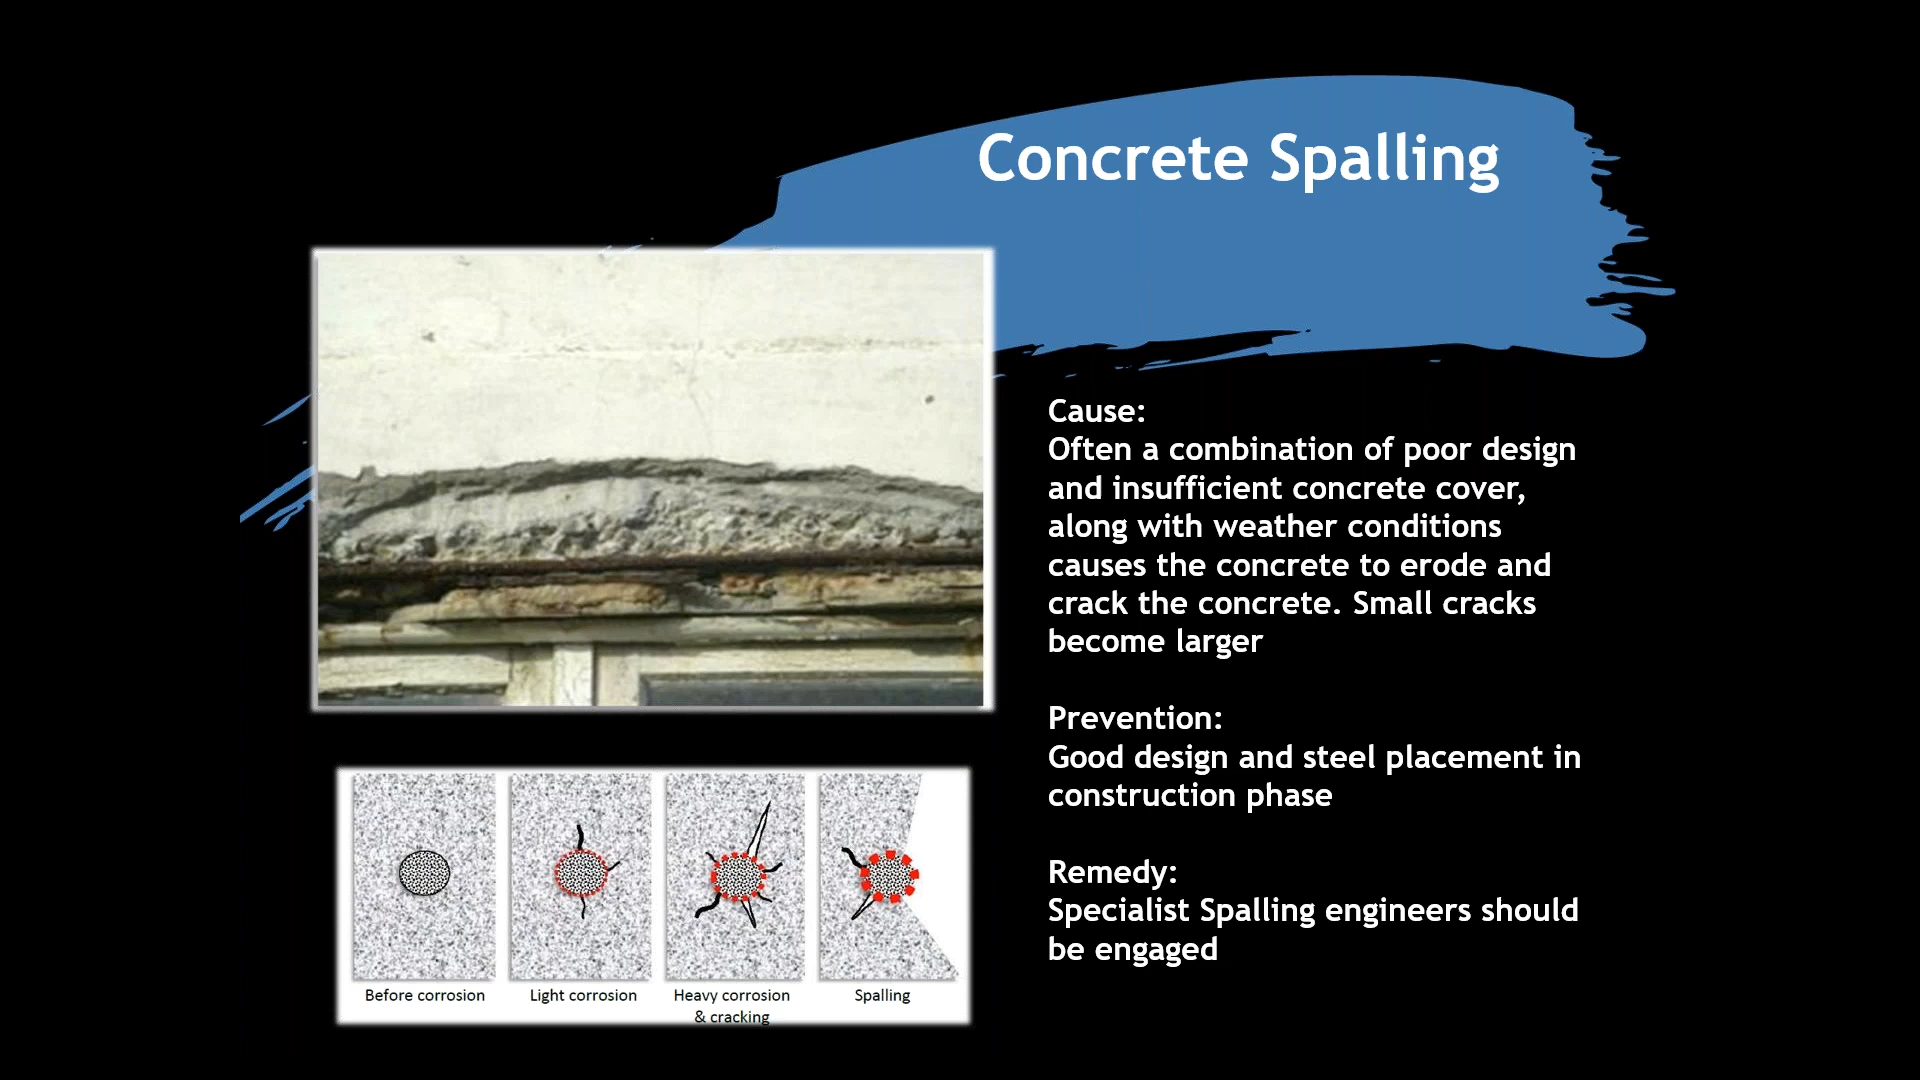 Concrete Spalling
Cause:
Often a combination of poor design
and insufficient concrete cover,
along with weather conditions
causes the concrete to erode and
crack the concrete. Small cracks
become larger
Prevention:
Good design and steel placement in
construction phase
Remedy:
Specialist Spalling engineers should
be engaged
Before corrosion
Light corrosion
Heavy corrosion
& cracking
Spalling